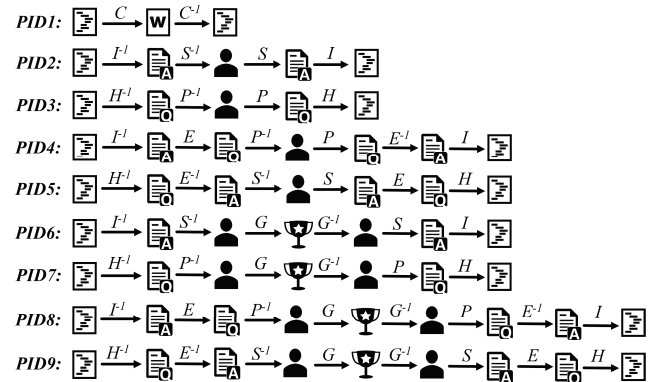 PID1: C W C⁻¹
PID2: I⁻¹ A S⁻¹ S A I
PID3: H⁻¹ Q P⁻¹ P Q H
PID4: I⁻¹ A E Q P⁻¹ P Q E⁻¹ A I
PID5: H⁻¹ Q E⁻¹ A S⁻¹ S A E Q H
PID6: I⁻¹ A S⁻¹ G G⁻¹ S A I
PID7: H⁻¹ Q P⁻¹ G G⁻¹ P Q H
PID8: I⁻¹ A E Q P⁻¹ G G⁻¹ P Q E⁻¹ A I
PID9: H⁻¹ Q E⁻¹ A S⁻¹ G G⁻¹ S A E Q H